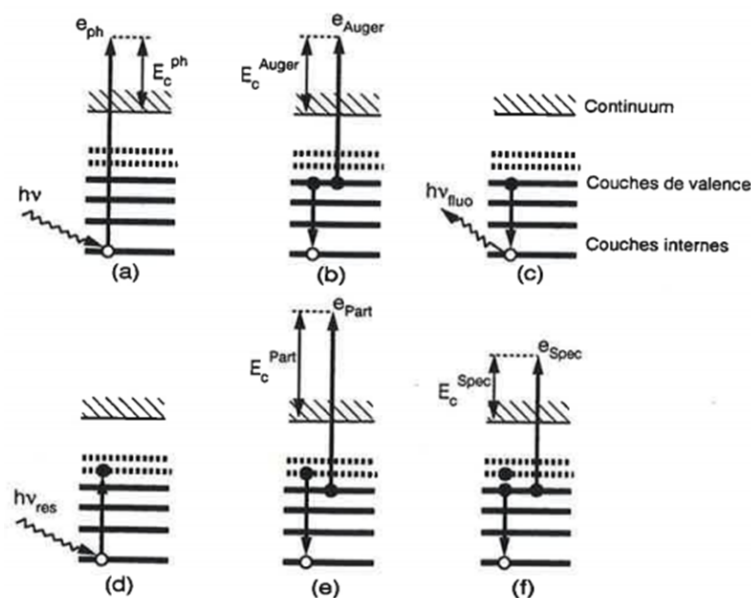 e_ph
E_c^ph
hν
(a)
e_Auger
E_c^Auger
(b)
hν_fluo
(c)
Continuum
Couches de valence
Couches internes
hν_res
(d)
e_Part
E_c^Part
(e)
e_Spec
E_c^Spec
(f)